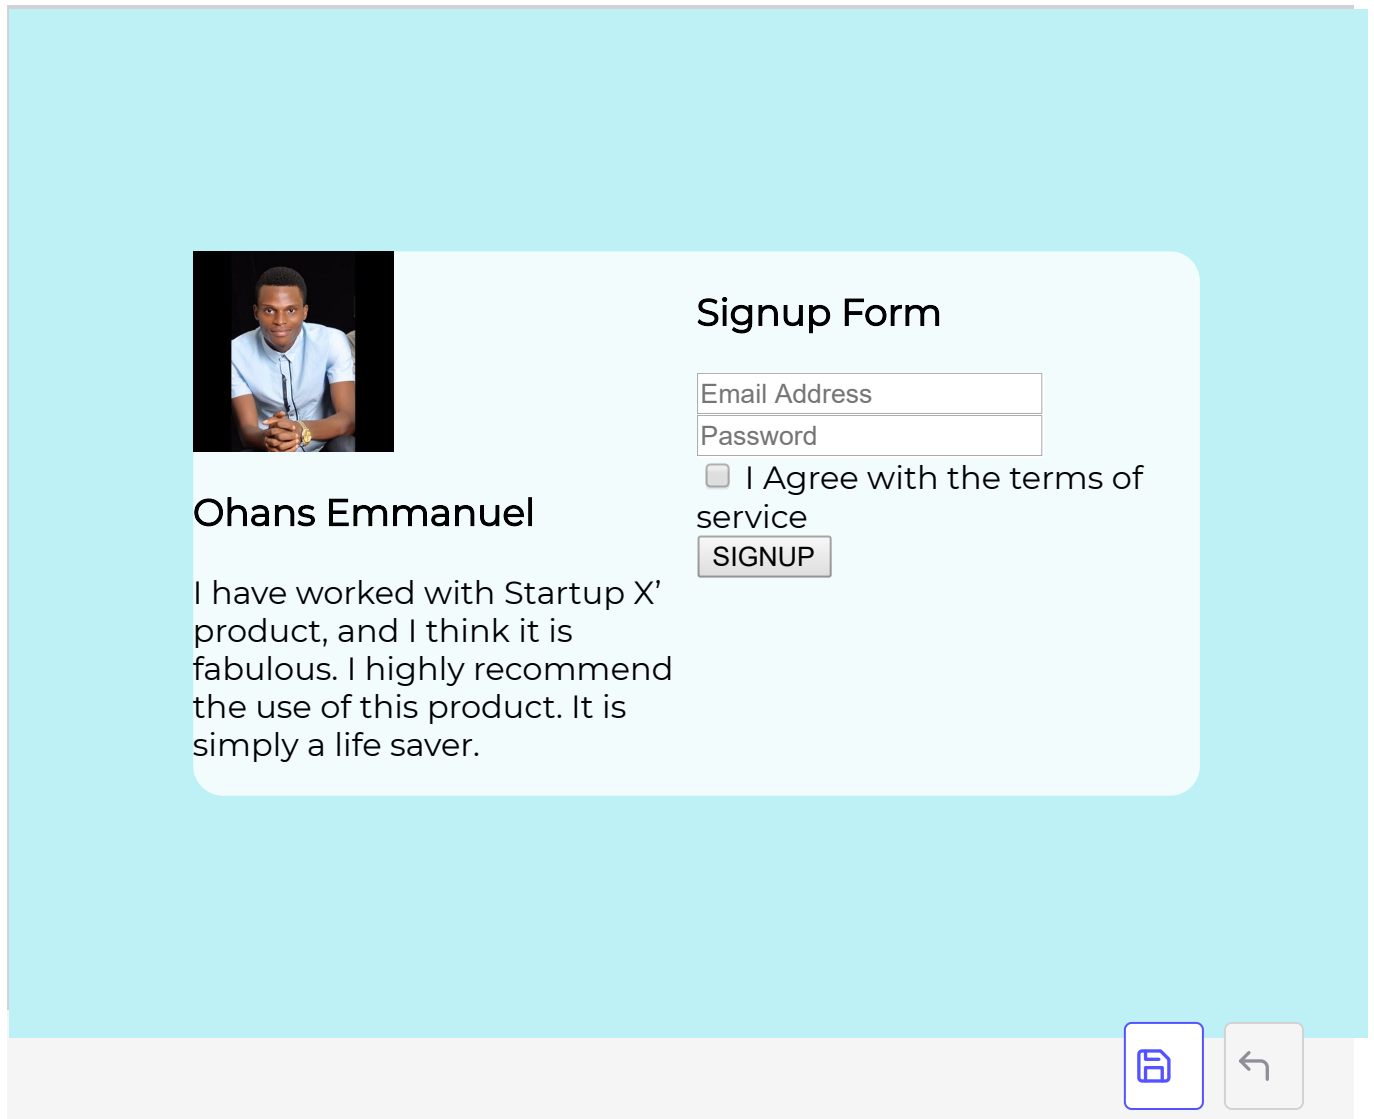 Ohans Emmanuel
I have worked with Startup X’
product, and I think it is
fabulous. I highly recommend
the use of this product. It is
simply a life saver.
Signup Form
Email Address
Password
I Agree with the terms of
service
SIGNUP